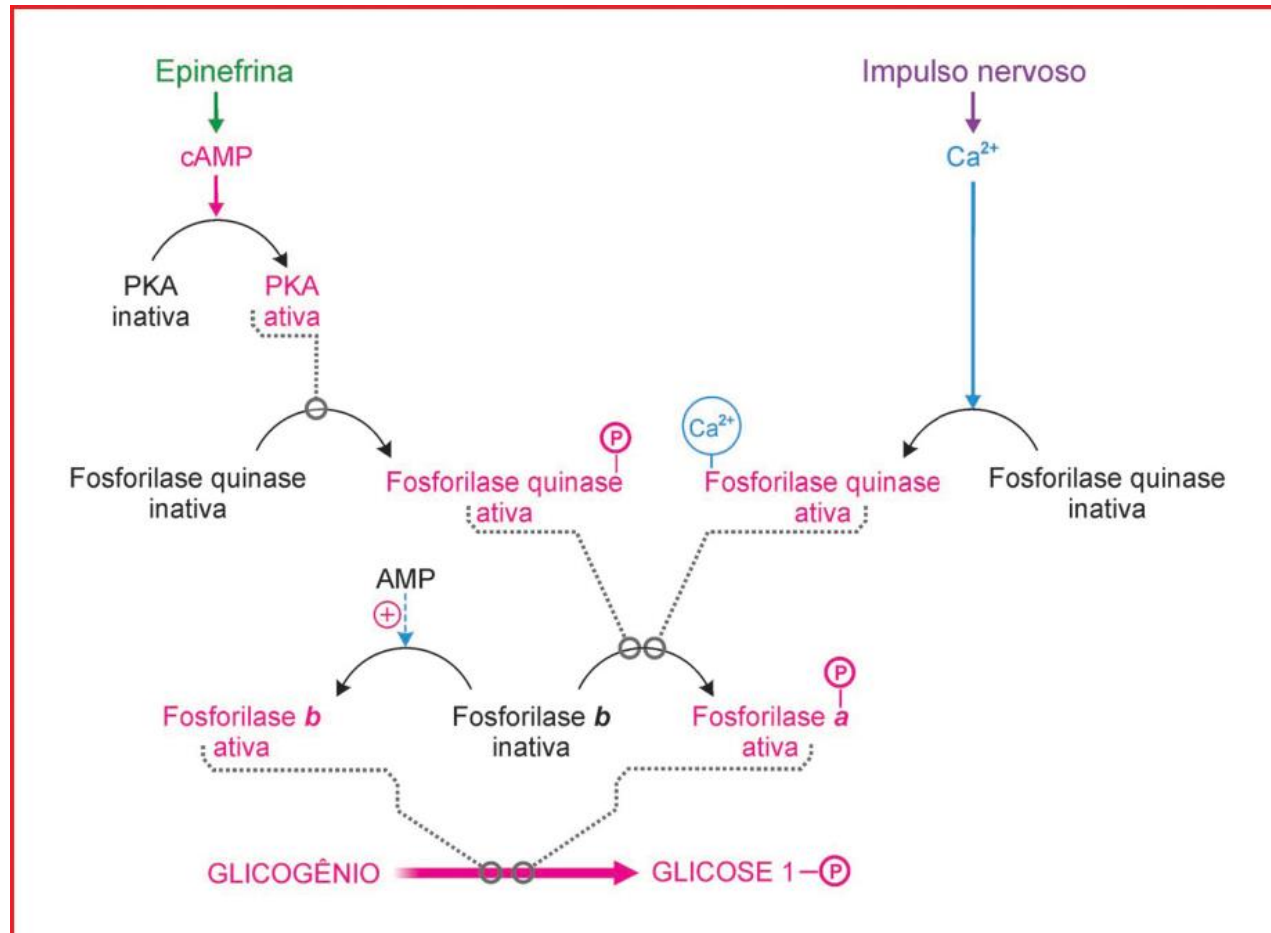 Epinefrina
Impulso nervoso
cAMP
Ca²⁺
PKA
inativa
PKA
ativa
P
Ca²⁺
Fosforilase quinase
inativa
Fosforilase quinase
ativa
Fosforilase quinase
ativa
Fosforilase quinase
inativa
AMP
+
P
Fosforilase b
ativa
Fosforilase b
inativa
Fosforilase a
ativa
GLICOGÊNIO
GLICOSE 1–P